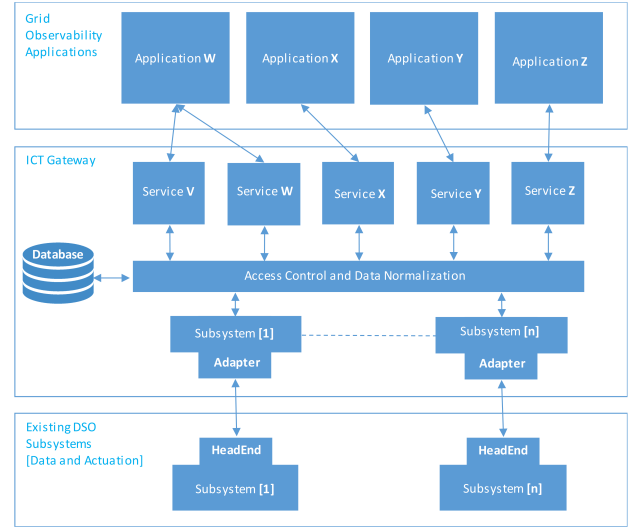 Grid
Observability
Applications
Application W
Application X
Application Y
Application Z
ICT Gateway
Service V
Service W
Service X
Service Y
Service Z
Database
Access Control and Data Normalization
Subsystem [1]
Adapter
Subsystem [n]
Adapter
Existing DSO
Subsystems
[Data and Actuation]
HeadEnd
Subsystem [1]
HeadEnd
Subsystem [n]